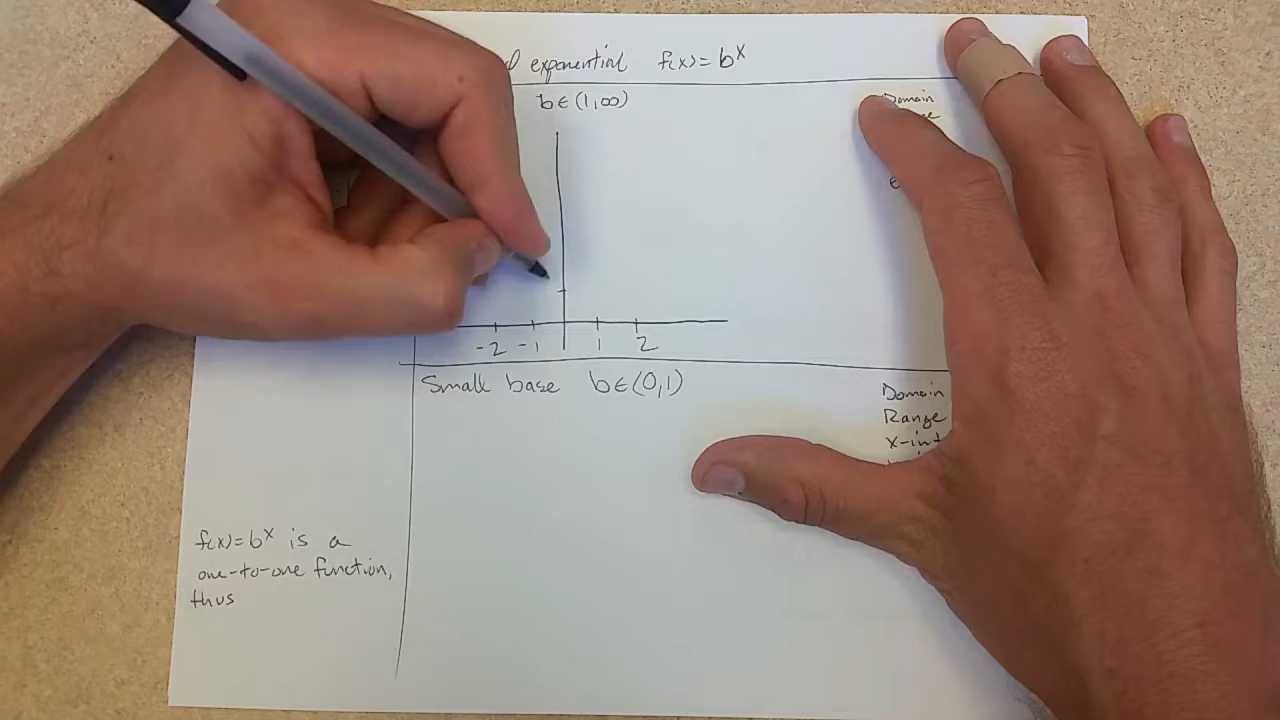 exponential f(x) = b^x
b∈(1,∞)
Domain
-2 -1 1 2
Small base b∈(0,1)
Domain
Range
x-int
f(x)=b^x is a
one-to-one function,
thus